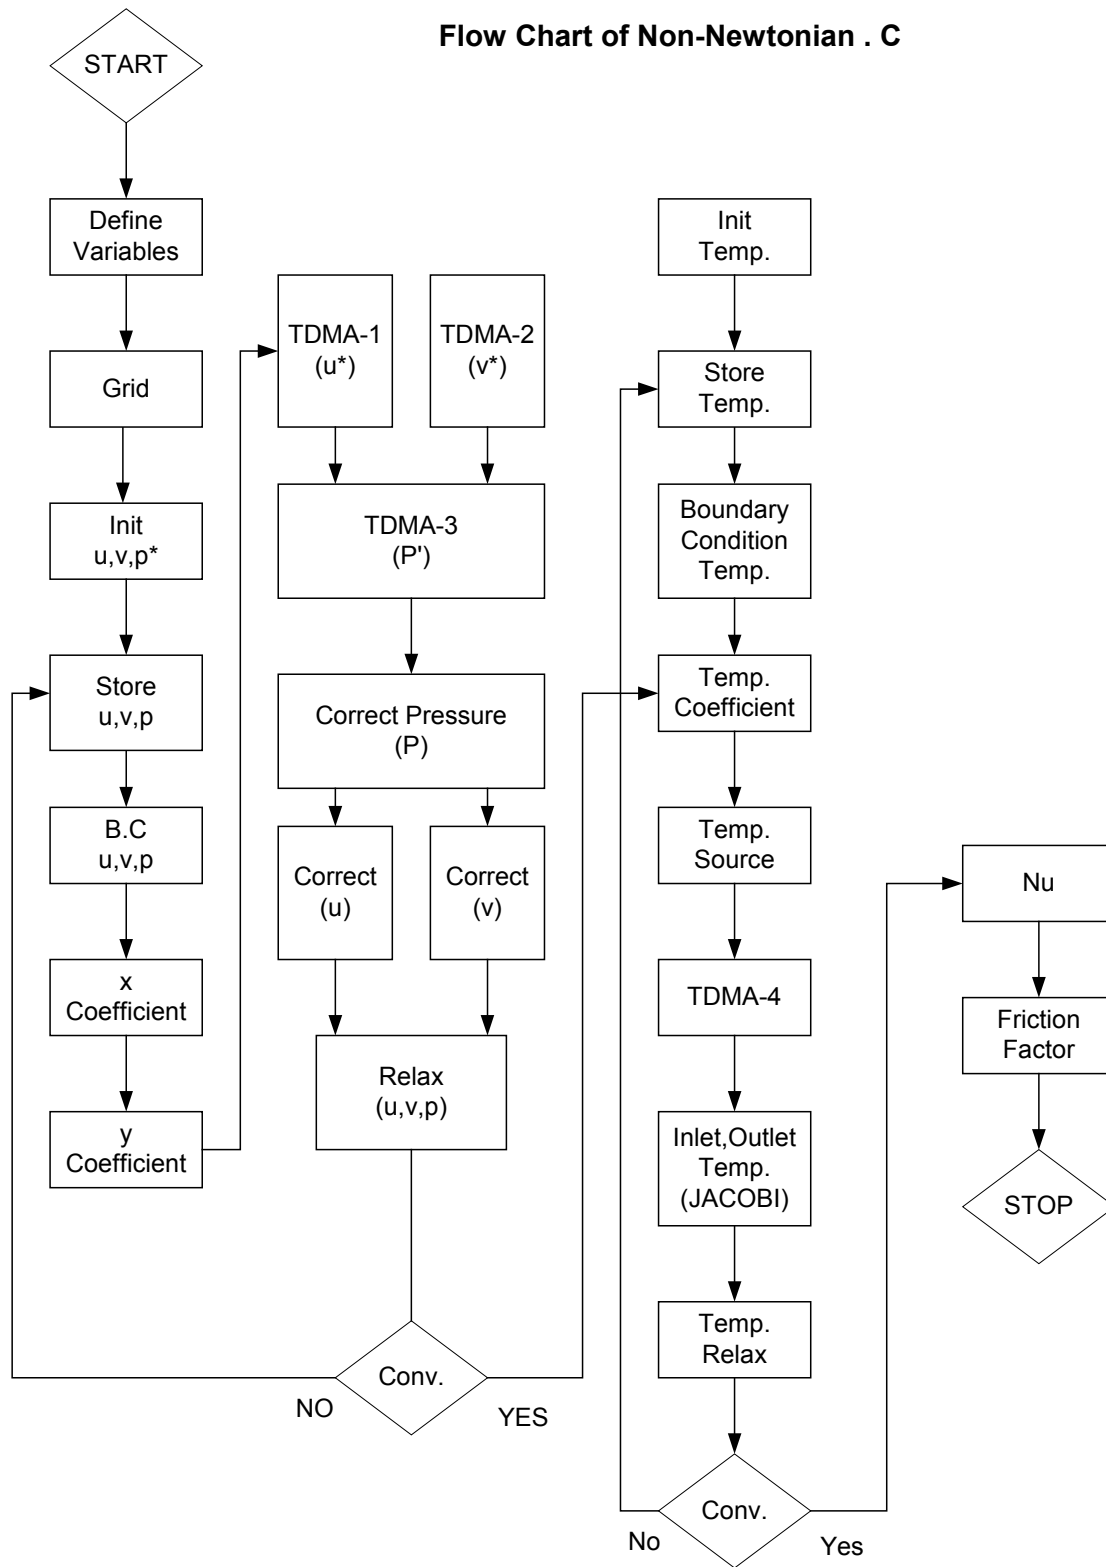 Flow Chart of Non-Newtonian . C
START
Define
Variables
Grid
Init
u,v,p*
Store
u,v,p
B.C
u,v,p
x
Coefficient
y
Coefficient
TDMA-1
(u*)
TDMA-2
(v*)
TDMA-3
(P')
Correct Pressure
(P)
Correct
(u)
Correct
(v)
Relax
(u,v,p)
Conv.
NO
YES
Init
Temp.
Store
Temp.
Boundary
Condition
Temp.
Temp.
Coefficient
Temp.
Source
TDMA-4
Inlet,Outlet
Temp.
(JACOBI)
Temp.
Relax
Conv.
No
Yes
Nu
Friction
Factor
STOP